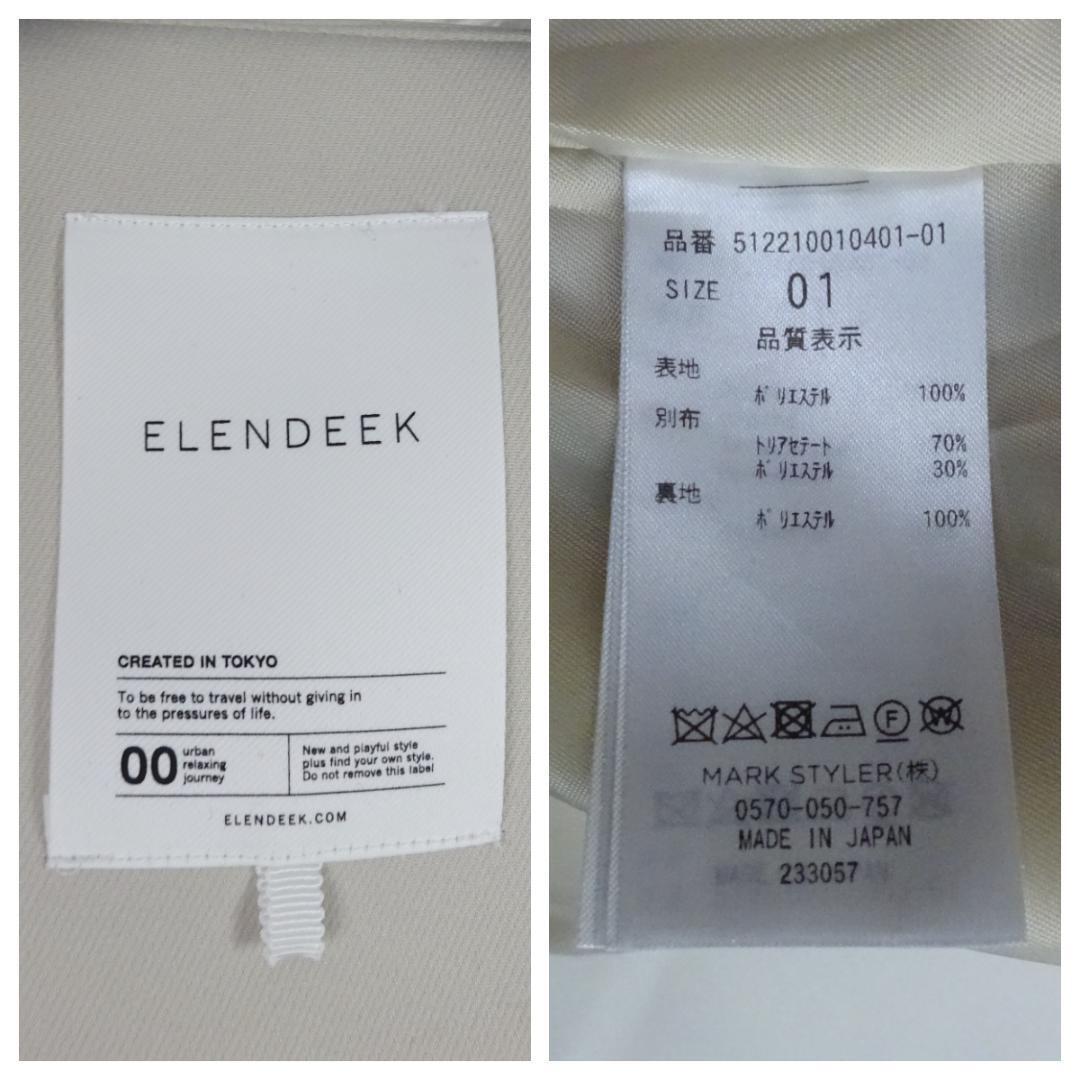 ELENDEEK
CREATED IN TOKYO
To be free to travel without giving in
to the pressures of life.
00
urban
relaxing
journey
New and playful style
plus find your own style.
Do not remove this label
ELENDEEK.COM
品番 512210010401-01
SIZE 01
品質表示
表地
ポリエステル 100%
別布
トリアセテート 70%
ポリエステル 30%
裏地
ポリエステル 100%
F
W
MARK STYLER(株)
0570-050-757
MADE IN JAPAN
233057